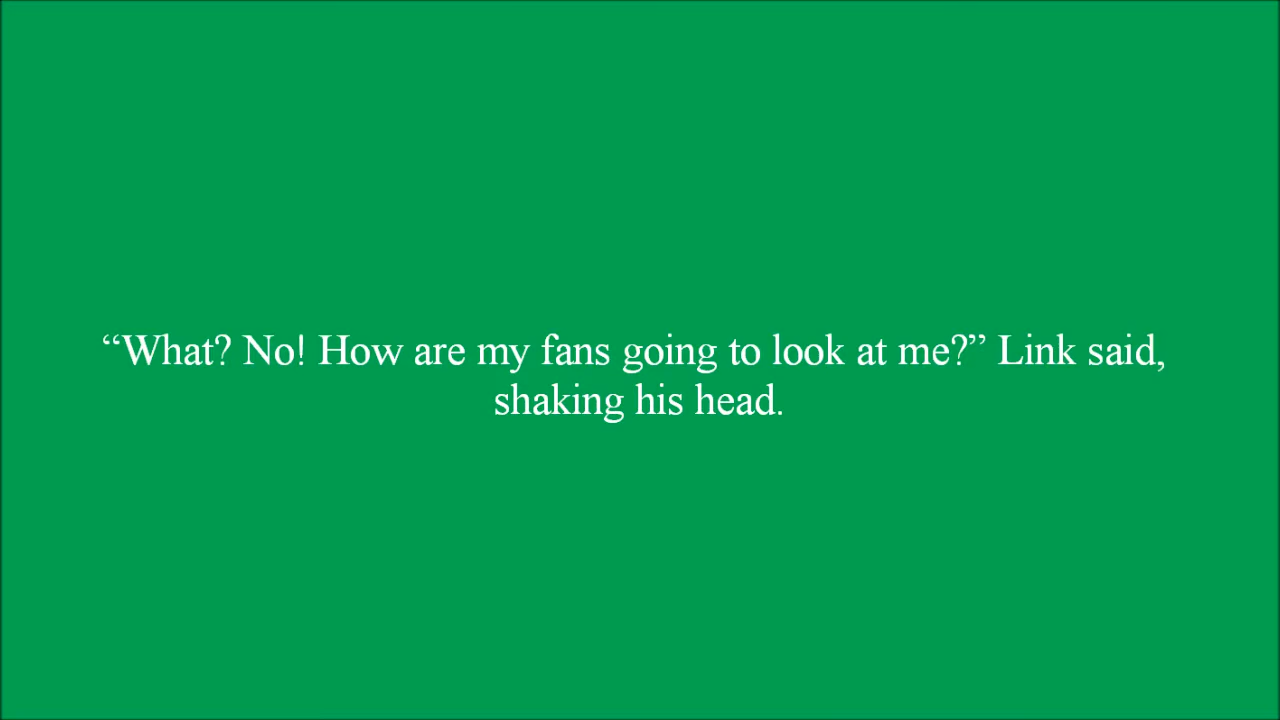 “What? No! How are my fans going to look at me?” Link said,
shaking his head.